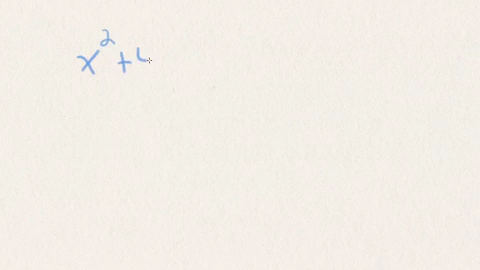 x² +